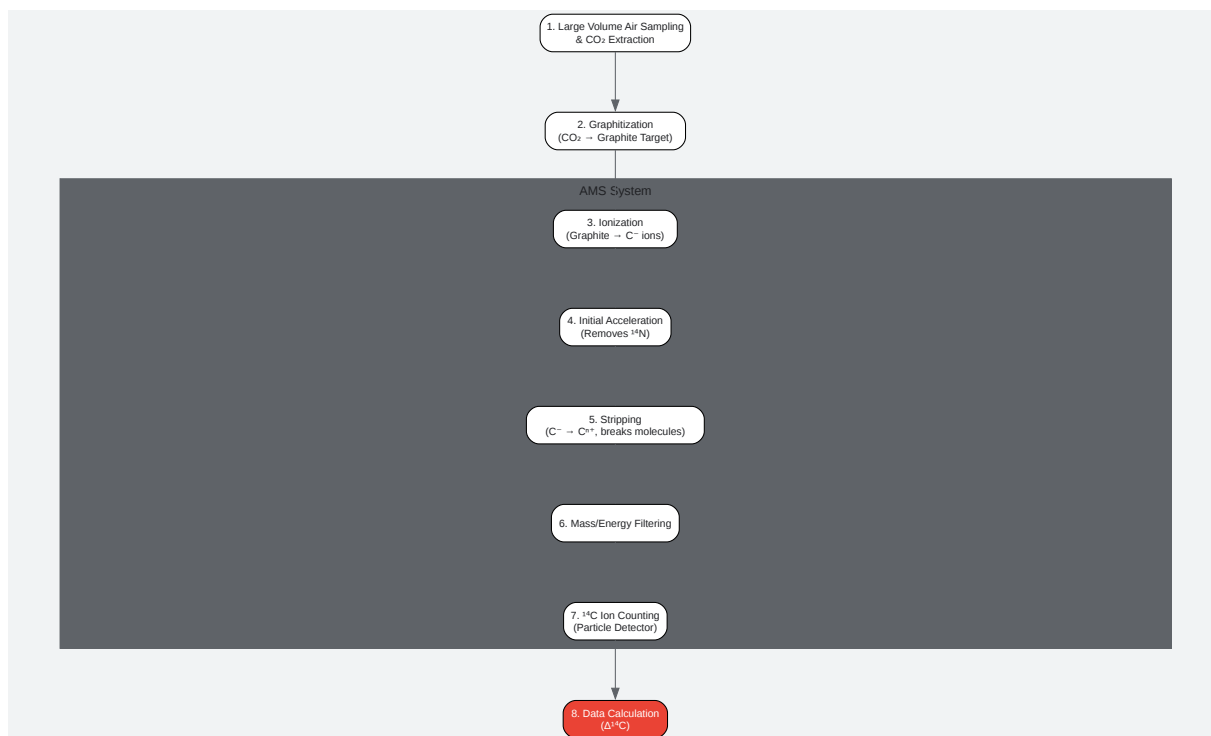 1. Large Volume Air Sampling
& CO₂ Extraction
2. Graphitization
(CO₂ → Graphite Target)
AMS System
3. Ionization
(Graphite → C⁻ ions)
4. Initial Acceleration
(Removes ¹⁴N)
5. Stripping
(C⁻ → Cⁿ⁺, breaks molecules)
6. Mass/Energy Filtering
7. ¹⁴C Ion Counting
(Particle Detector)
8. Data Calculation
(Δ¹⁴C)